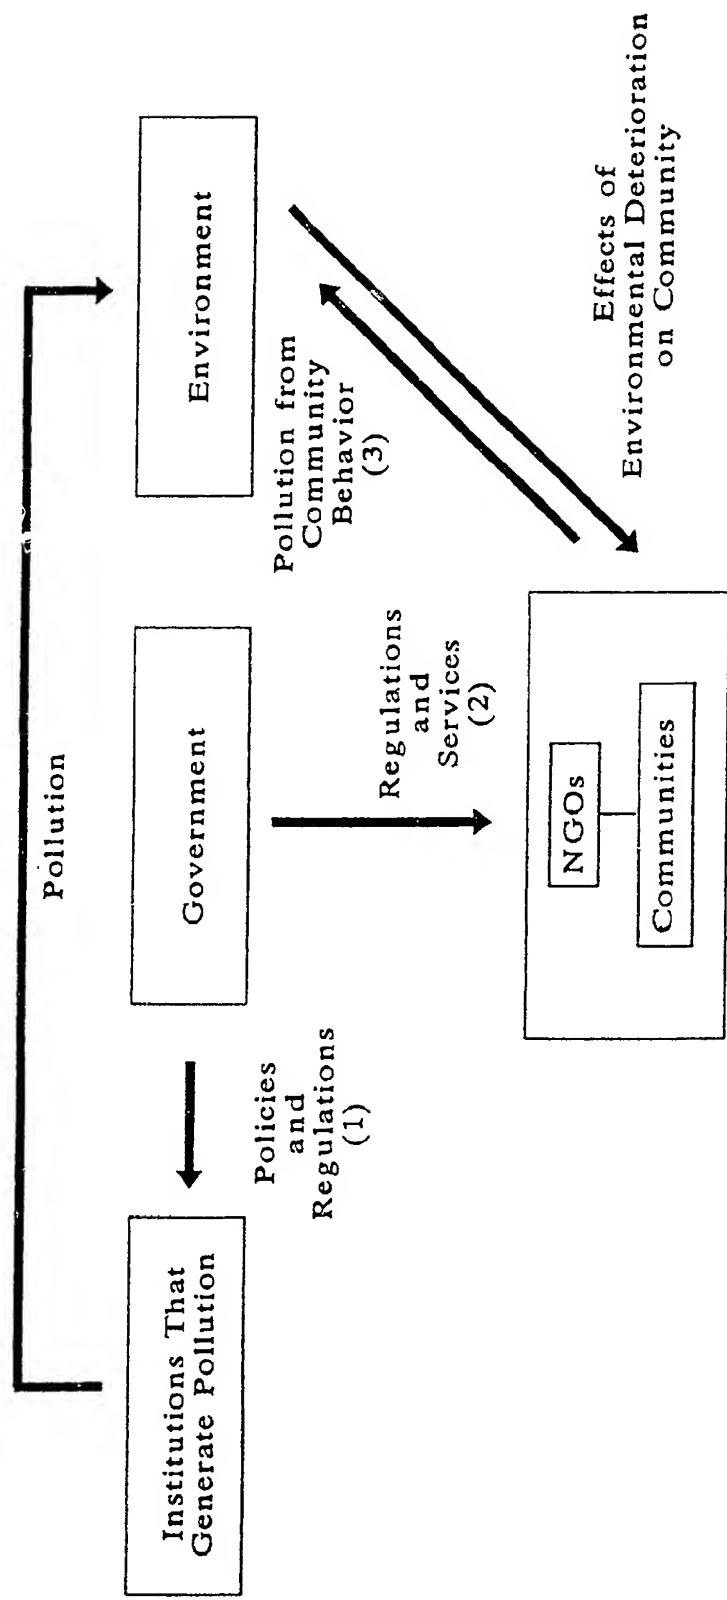 Pollution
Institutions That
Generate Pollution
Government
Environment
Policies
and
Regulations
(1)
Regulations
and
Services
(2)
Pollution from
Community
Behavior
(3)
Effects of
Environmental Deterioration
on Community
NGOs
Communities